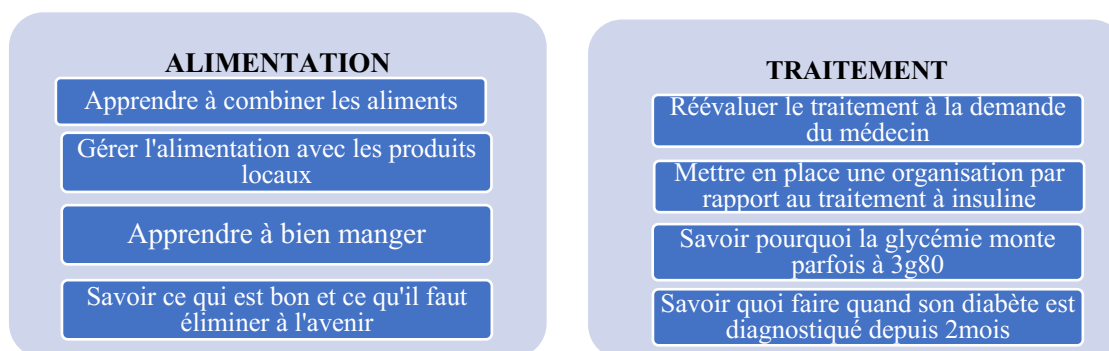 ALIMENTATION
Apprendre à combiner les aliments
Gérer l'alimentation avec les produits
locaux
Apprendre à bien manger
Savoir ce qui est bon et ce qu'il faut
éliminer à l'avenir
TRAITEMENT
Réévaluer le traitement à la demande
du médecin
Mettre en place une organisation par
rapport au traitement à insuline
Savoir pourquoi la glycémie monte
parfois à 3g80
Savoir quoi faire quand son diabète est
diagnostiqué depuis 2mois